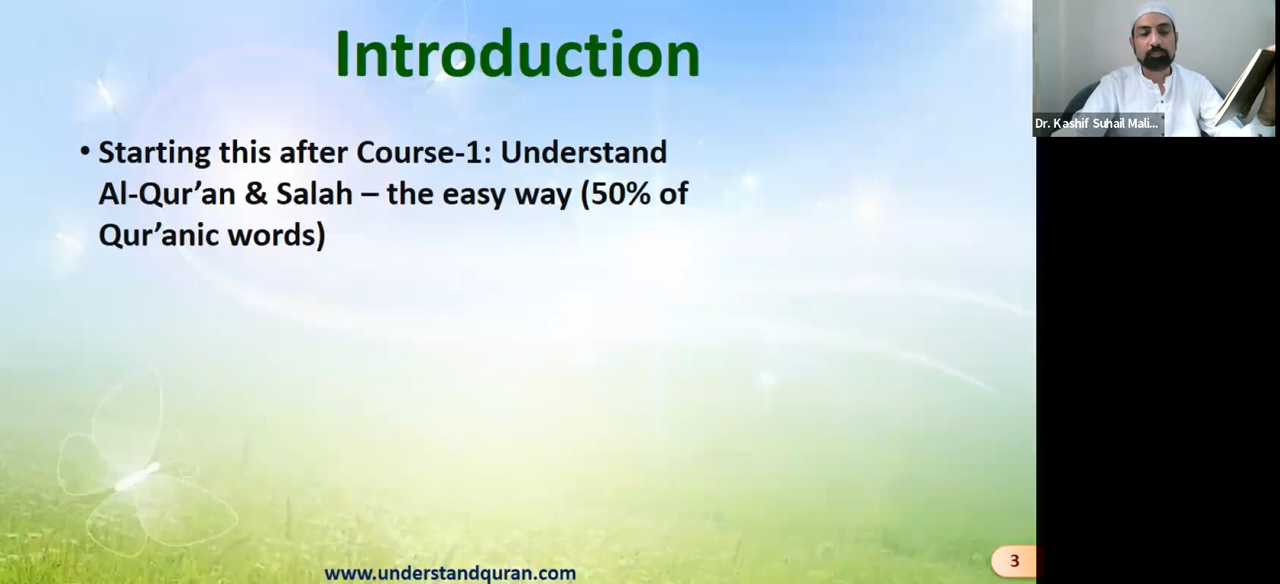 Introduction
• Starting this after Course-1: Understand
Al-Qur’an & Salah – the easy way (50% of
Qur’anic words)
www.understandquran.com
3
Dr. Kashif Suhail Mali...